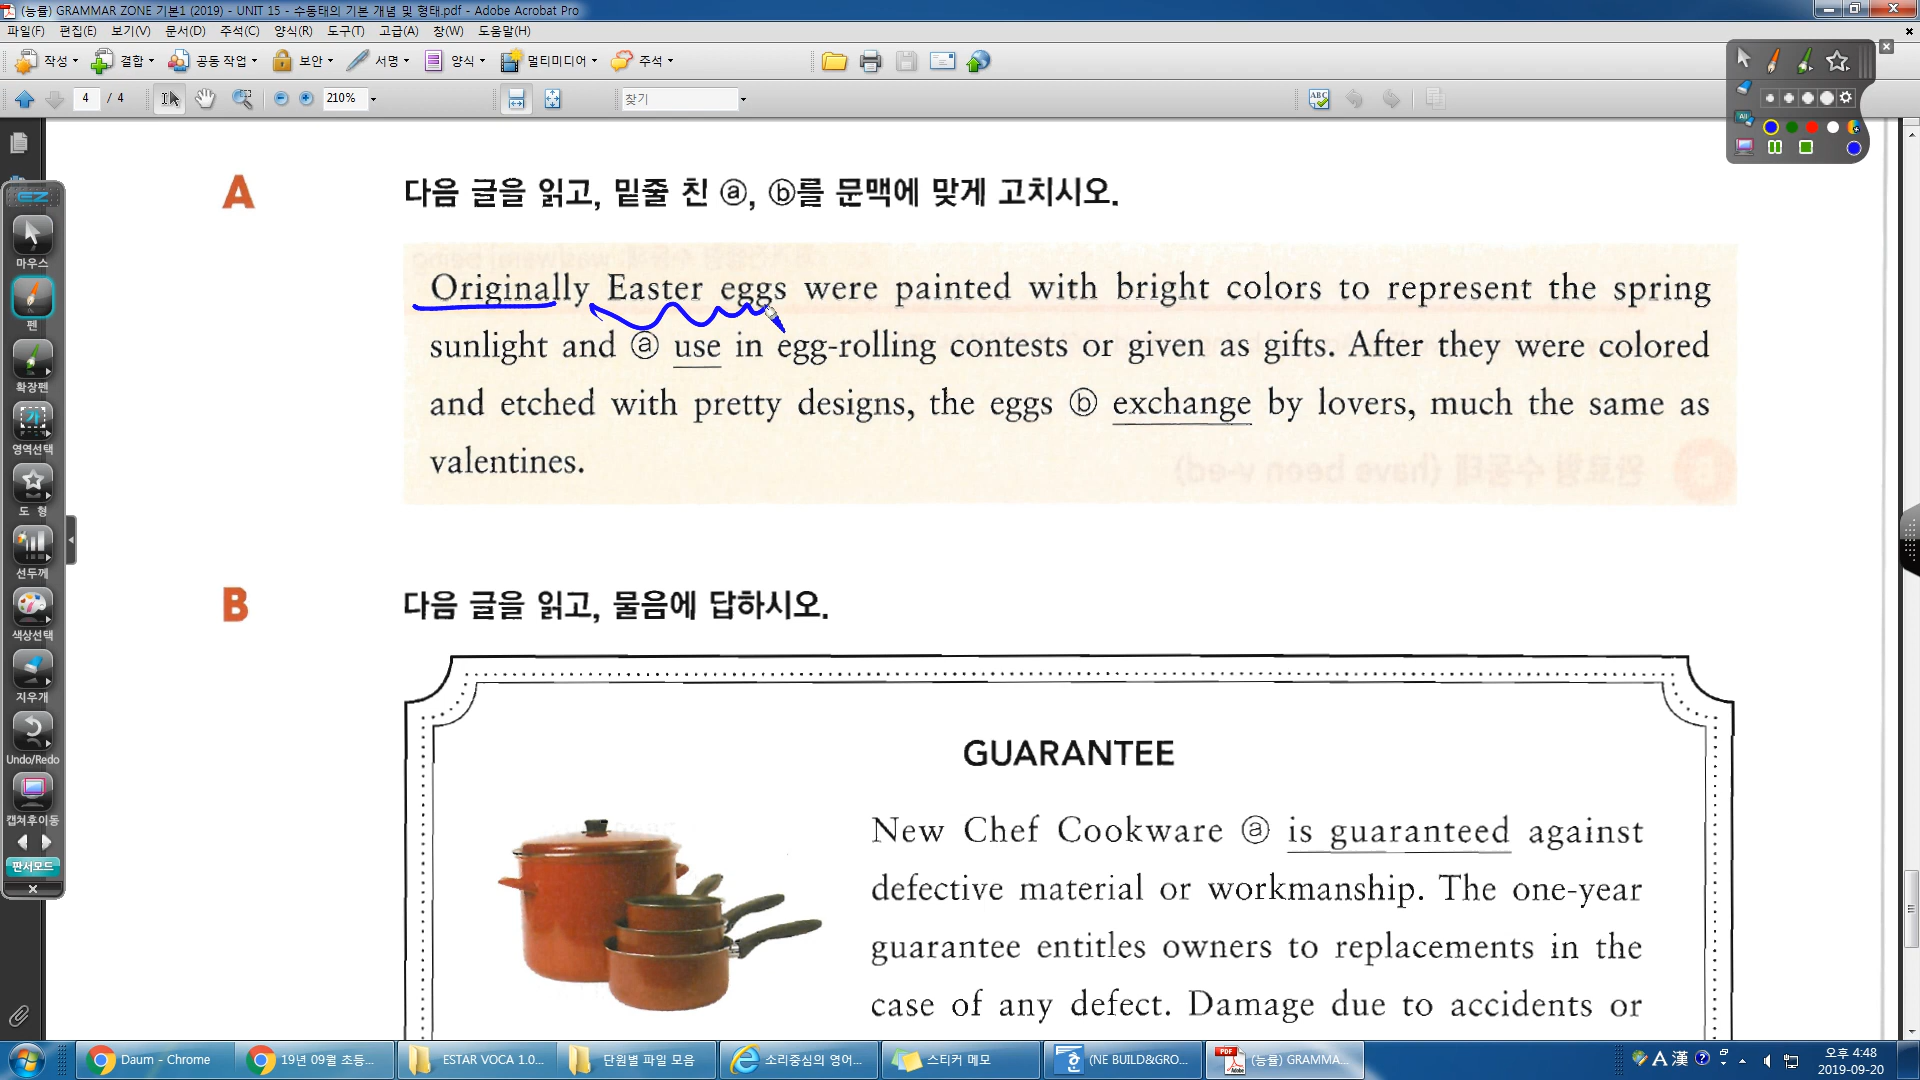 (능률) GRAMMAR ZONE 기본1 (2019) - UNIT 15 - 수동태의 기본 개념 및 형태.pdf - Adobe Acrobat Pro
파일(F) 편집(E) 보기(V) 문서(D) 주석(C) 양식(R) 도구(T) 고급(A) 창(W) 도움말(H)
작성 결합 공동 작업 보안 서명 양식 멀티미디어 주석
4 / 4 210% 찾기
EZ
마우스
펜
확장펜
영역선택
도 형
선두께
색상선택
지우개
Undo/Redo
캡쳐후이동
판서모드
A 다음 글을 읽고, 밑줄 친 ⓐ, ⓑ를 문맥에 맞게 고치시오.
Originally Easter eggs were painted with bright colors to represent the spring
sunlight and ⓐ use in egg-rolling contests or given as gifts. After they were colored
and etched with pretty designs, the eggs ⓑ exchange by lovers, much the same as
valentines.
원료형 수동태 (have been v-ed)
B 다음 글을 읽고, 물음에 답하시오.
GUARANTEE
New Chef Cookware ⓐ is guaranteed against
defective material or workmanship. The one-year
guarantee entitles owners to replacements in the
case of any defect. Damage due to accidents or
Daum - Chrome 19년 09월 초등... ESTAR VOCA 1.0... 단원별 파일 모음 소리중심의 영어... 스티커 메모 (NE BUILD&GRO... (능률) GRAMMA...
A 漢
오후 4:48
2019-09-20